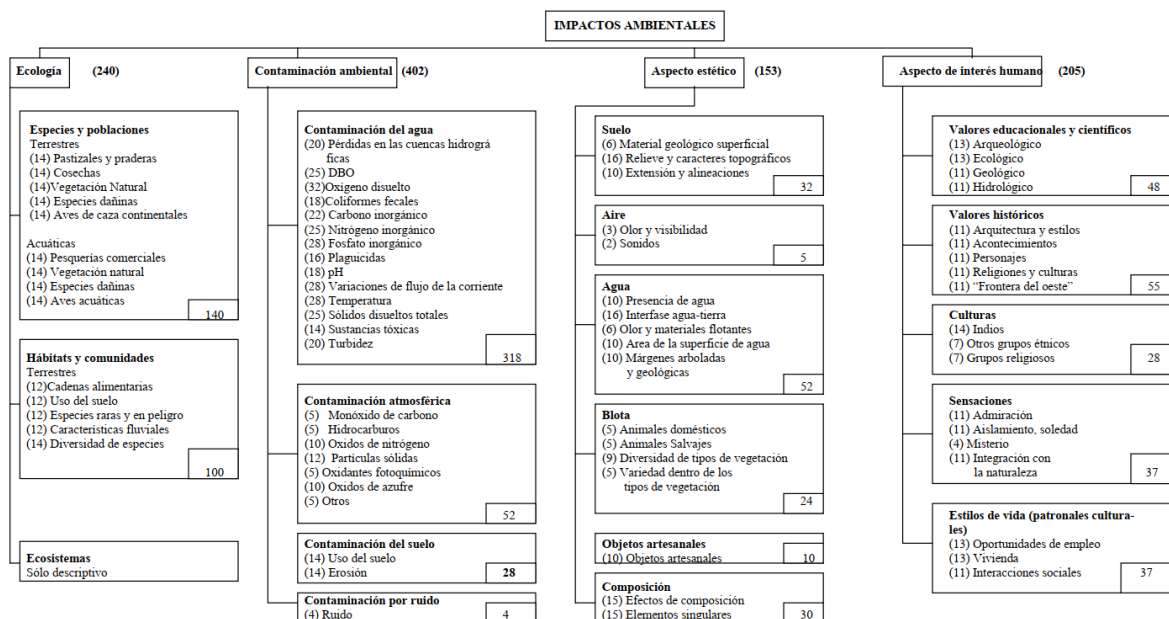 IMPACTOS AMBIENTALES
Ecología (240)
Especies y poblaciones
Terrestres
(14) Pastizales y praderas
(14) Cosechas
(14)Vegetación Natural
(14) Especies dañinas
(14) Aves de caza continentales
Acuáticas
(14) Pesquerías comerciales
(14) Vegetación natural
(14) Especies dañinas
(14) Aves acuáticas
140
Hábitats y comunidades
Terrestres
(12)Cadenas alimentarias
(12) Uso del suelo
(12) Especies raras y en peligro
(12) Características fluviales
(14) Diversidad de especies
100
Ecosistemas
Sólo descriptivo
Contaminación ambiental (402)
Contaminación del agua
(20) Pérdidas en las cuencas hidrográ
ficas
(25) DBO
(32)Oxígeno disuelto
(18)Coliformes fecales
(22) Carbono inorgánico
(25) Nitrógeno inorgánico
(28) Fosfato inorgánico
(16) Plaguicidas
(18) pH
(28) Variaciones de flujo de la corriente
(28) Temperatura
(25) Sólidos disueltos totales
(14) Sustancias tóxicas
(20) Turbidez
318
Contaminación atmosférica
(5) Monóxido de carbono
(5) Hidrocarburos
(10) Oxidos de nitrógeno
(12) Partículas sólidas
(5) Oxidantes fotoquímicos
(10) Oxidos de azufre
(5) Otros
52
Contaminación del suelo
(14) Uso del suelo
(14) Erosión
28
Contaminación por ruido
(4) Ruido
4
Aspecto estético (153)
Suelo
(6) Material geológico superficial
(16) Relieve y caracteres topográficos
(10) Extensión y alineaciones
32
Aire
(3) Olor y visibilidad
(2) Sonidos
5
Agua
(10) Presencia de agua
(16) Interfase agua-tierra
(6) Olor y materiales flotantes
(10) Area de la superficie de agua
(10) Márgenes arboladas
y geológicas
52
Blota
(5) Animales domésticos
(5) Animales Salvajes
(9) Diversidad de tipos de vegetación
(5) Variedad dentro de los
tipos de vegetación
24
Objetos artesanales
(10) Objetos artesanales
10
Composición
(15) Efectos de composición
(15) Elementos singulares
30
Aspecto de interés humano (205)
Valores educacionales y científicos
(13) Arqueológico
(13) Ecológico
(11) Geológico
(11) Hidrológico
48
Valores históricos
(11) Arquitectura y estilos
(11) Acontecimientos
(11) Personajes
(11) Religiones y culturas
(11) “Frontera del oeste”
55
Culturas
(14) Indios
(7) Otros grupos étnicos
(7) Grupos religiosos
28
Sensaciones
(11) Admiración
(11) Aislamiento, soledad
(4) Misterio
(11) Integración con
la naturaleza
37
Estilos de vida (patronales cultura-
les)
(13) Oportunidades de empleo
(13) Vivienda
(11) Interacciones sociales
37